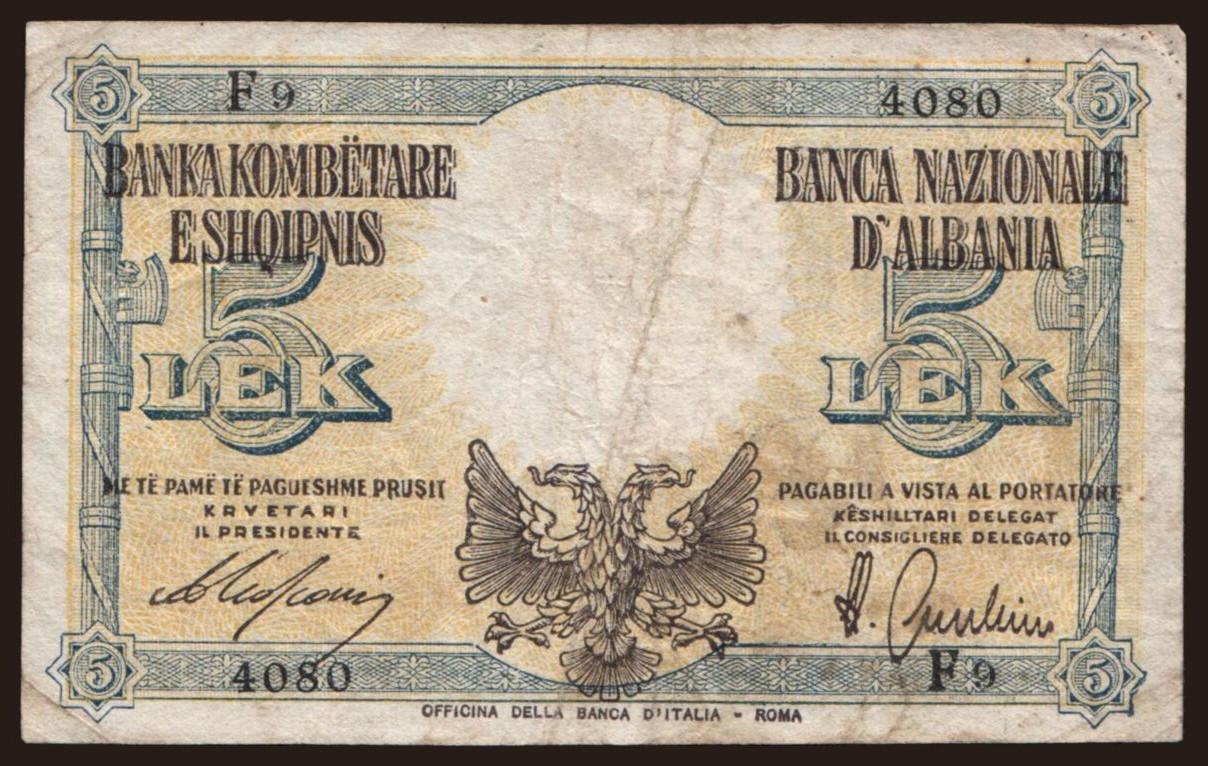 5
F 9
4080
5
BANKA KOMBËTARE
E SHQIPNIS
BANCA NAZIONALE
D'ALBANIA
5
LEK
5
LEK
ME TË PAMË TË PAGUESHME PRUSIT
KRYETARI
IL PRESIDENTE
PAGABILI A VISTA AL PORTATORE
KËSHILLTARI DELEGAT
IL CONSIGLIERE DELEGATO
5
4080
F 9
5
OFFICINA DELLA BANCA D'ITALIA - ROMA